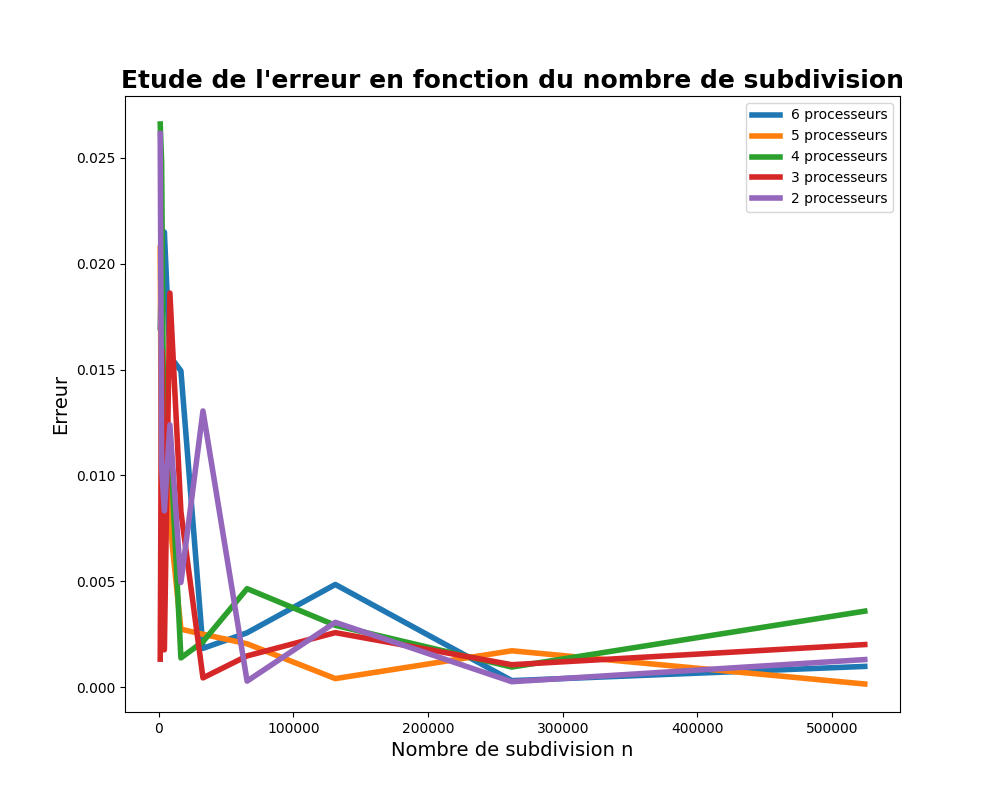 Etude de l'erreur en fonction du nombre de subdivision
6 processeurs
5 processeurs
4 processeurs
3 processeurs
2 processeurs
0.025
0.020
0.015
0.010
0.005
0.000
Erreur
0 100000 200000 300000 400000 500000
Nombre de subdivision n